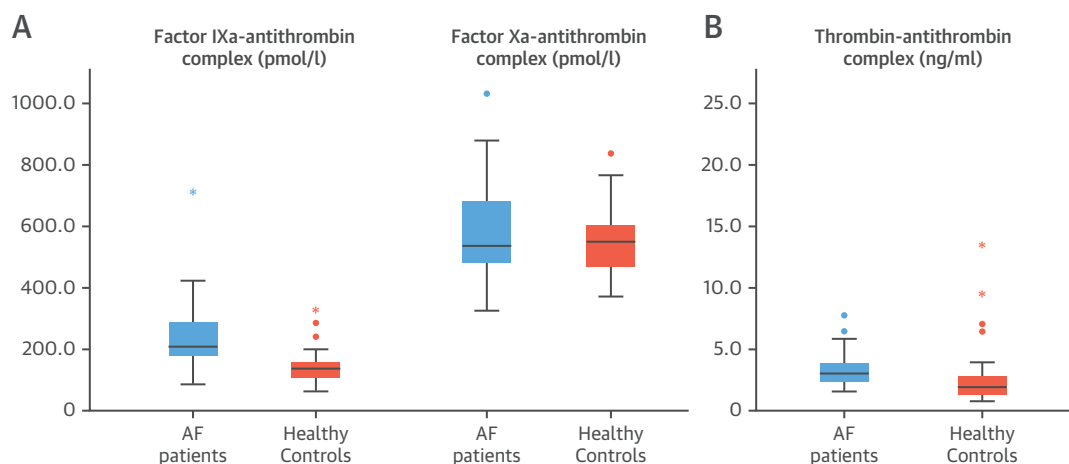 A
Factor IXa-antithrombin
complex (pmol/l)
Factor Xa-antithrombin
complex (pmol/l)
1000.0
800.0
600.0
400.0
200.0
0
AF
patients
Healthy
Controls
AF
patients
Healthy
Controls
B
Thrombin-antithrombin
complex (ng/ml)
25.0
20.0
15.0
10.0
5.0
0
AF
patients
Healthy
Controls